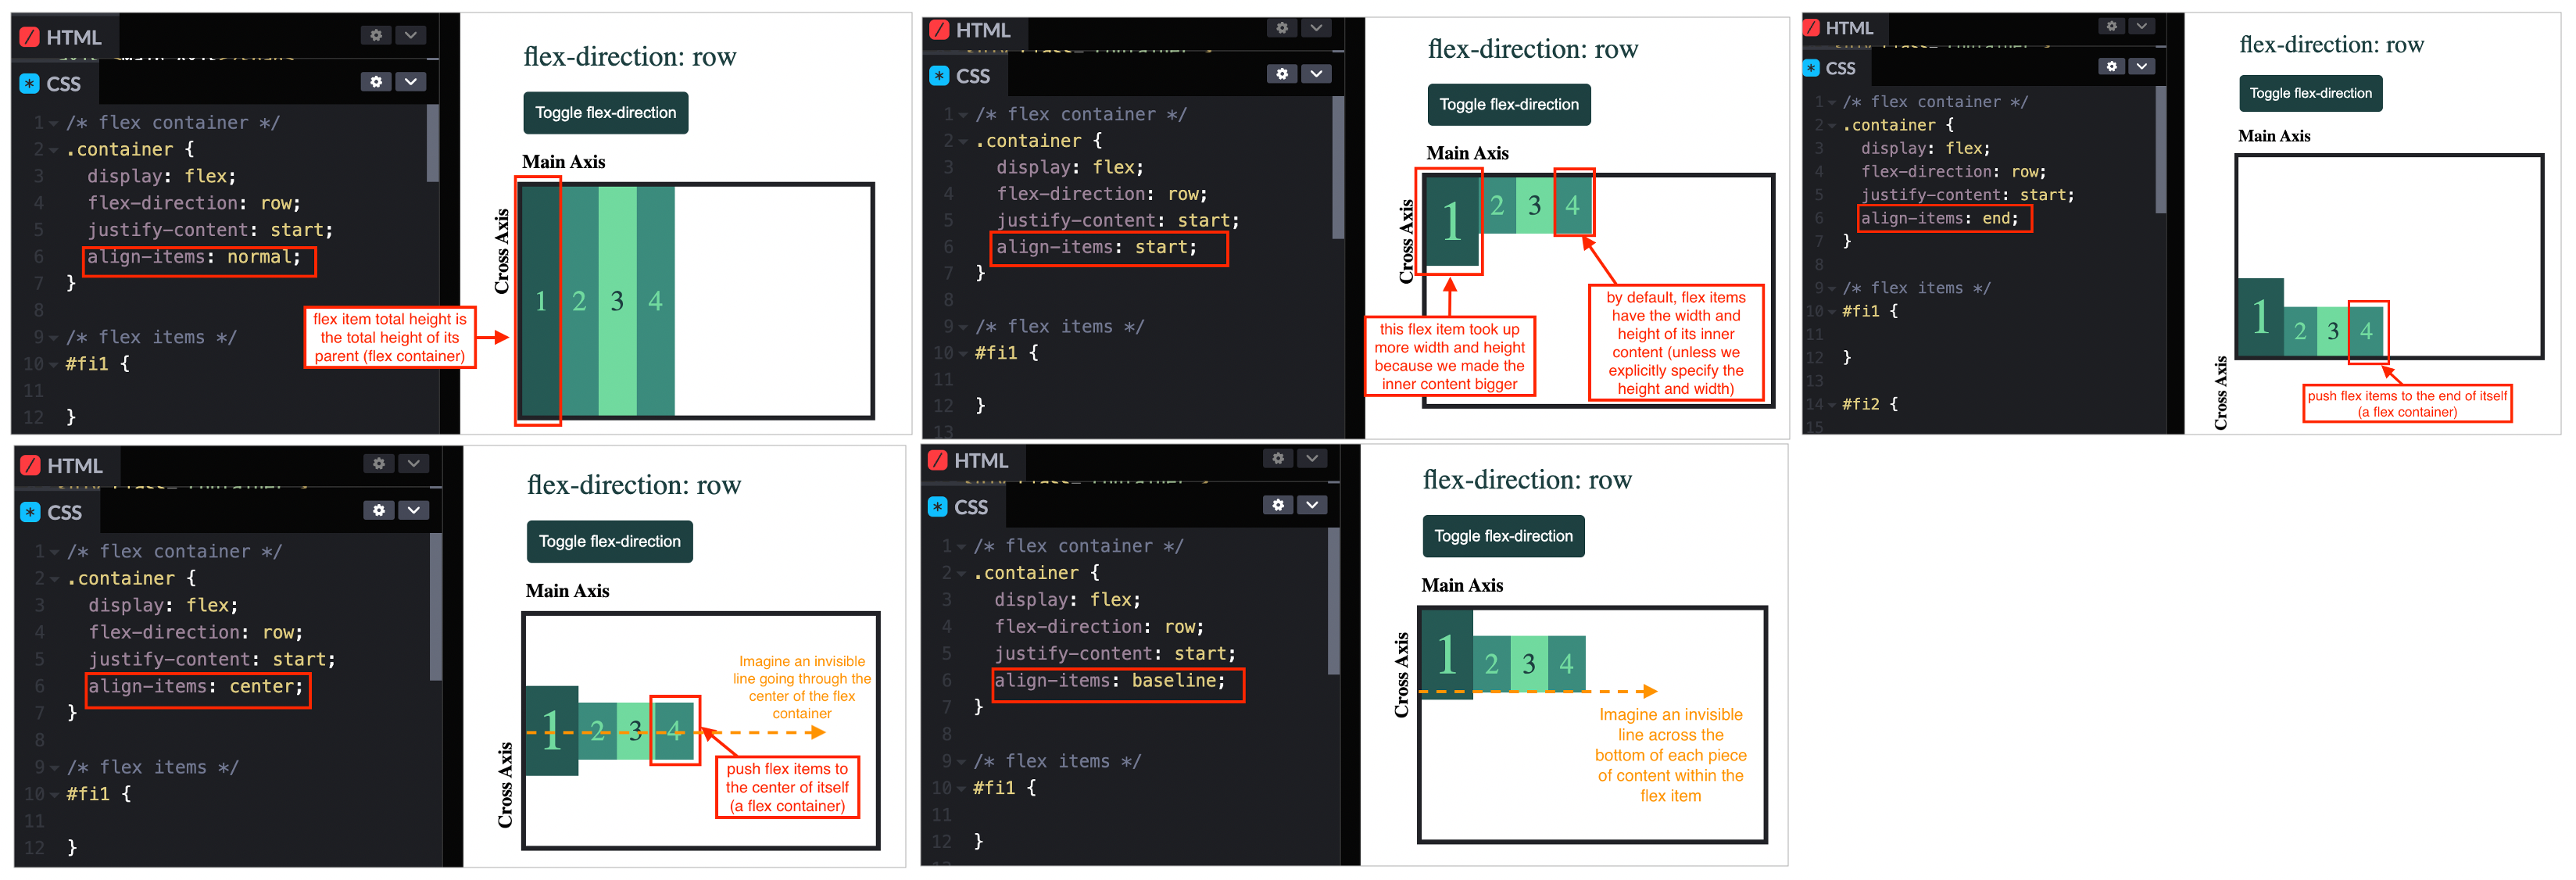 HTML
CSS
1 /* flex container */
2 .container {
3 display: flex;
4 flex-direction: row;
5 justify-content: start;
6 align-items: normal;
7 }
8
9 /* flex items */
10 #fi1 {
11
12 }
flex-direction: row
Toggle flex-direction
Main Axis
Cross Axis
1 2 3 4
flex item total height is
the total height of its
parent (flex container)
HTML
CSS
1 /* flex container */
2 .container {
3 display: flex;
4 flex-direction: row;
5 justify-content: start;
6 align-items: start;
7 }
8
9 /* flex items */
10 #fi1 {
11
12 }
13
flex-direction: row
Toggle flex-direction
Main Axis
Cross Axis
1 2 3 4
this flex item took up
more width and height
because we made the
inner content bigger
by default, flex items
have the width and
height of its inner
content (unless we
explicitly specify the
height and width)
HTML
CSS
1 /* flex container */
2 .container {
3 display: flex;
4 flex-direction: row;
5 justify-content: start;
6 align-items: end;
7 }
8
9 /* flex items */
10 #fi1 {
11
12 }
13
14 #fi2 {
15
flex-direction: row
Toggle flex-direction
Main Axis
Cross Axis
1 2 3 4
push flex items to the end of itself
(a flex container)
HTML
CSS
1 /* flex container */
2 .container {
3 display: flex;
4 flex-direction: row;
5 justify-content: start;
6 align-items: center;
7 }
8
9 /* flex items */
10 #fi1 {
11
12 }
flex-direction: row
Toggle flex-direction
Main Axis
Cross Axis
1 2 3 4
Imagine an invisible
line going through the
center of the flex
container
push flex items to
the center of itself
(a flex container)
HTML
CSS
1 /* flex container */
2 .container {
3 display: flex;
4 flex-direction: row;
5 justify-content: start;
6 align-items: baseline;
7 }
8
9 /* flex items */
10 #fi1 {
11
12 }
flex-direction: row
Toggle flex-direction
Main Axis
Cross Axis
1 2 3 4
Imagine an invisible
line across the
bottom of each piece
of content within the
flex item